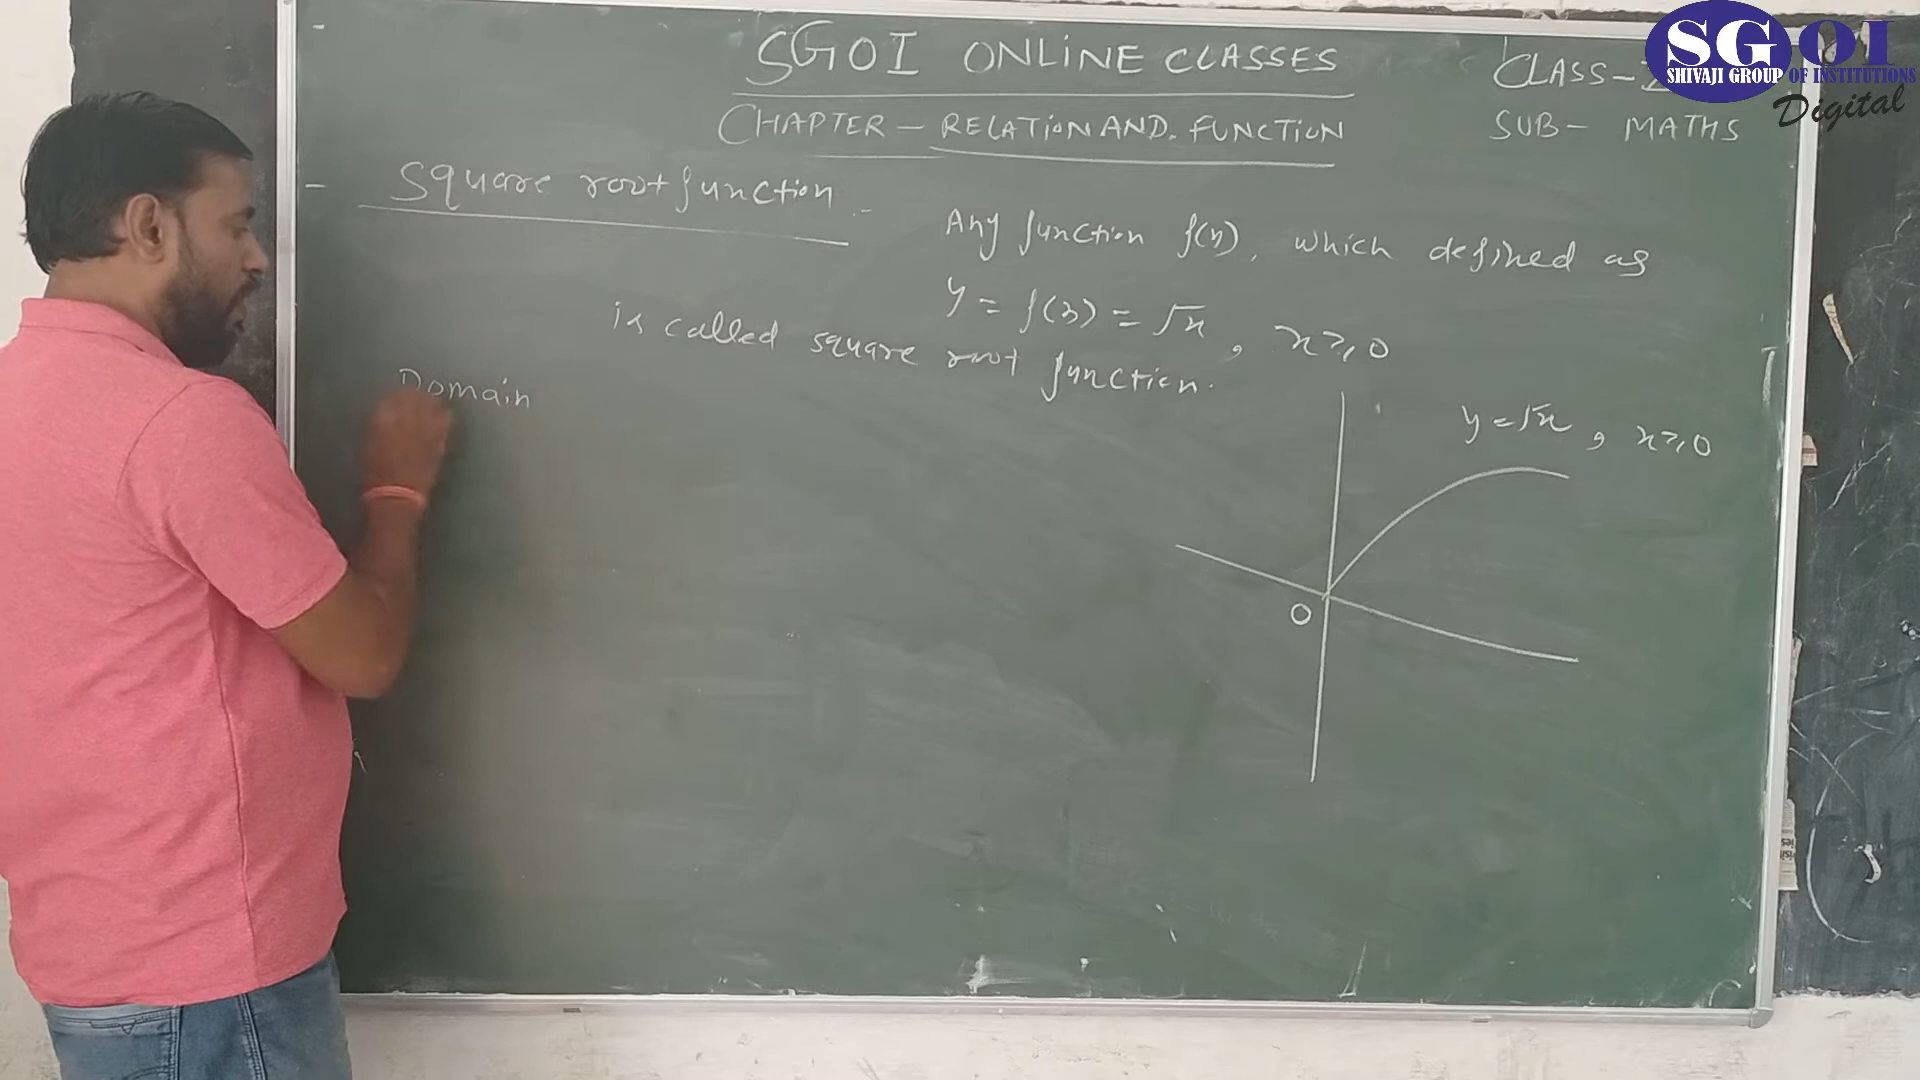 SGOI ONLINE CLASSES
CLASS-
SGOI
SHIVAJI GROUP OF INSTITUTIONS
Digital
CHAPTER - RELATION AND. FUNCTION
SUB- MATHS
- Square root function -
Any function f(x), which defined as
y = f(x) = √x, x ≥ 0
is called square root function.
Domain
y = √x, x ≥ 0
O